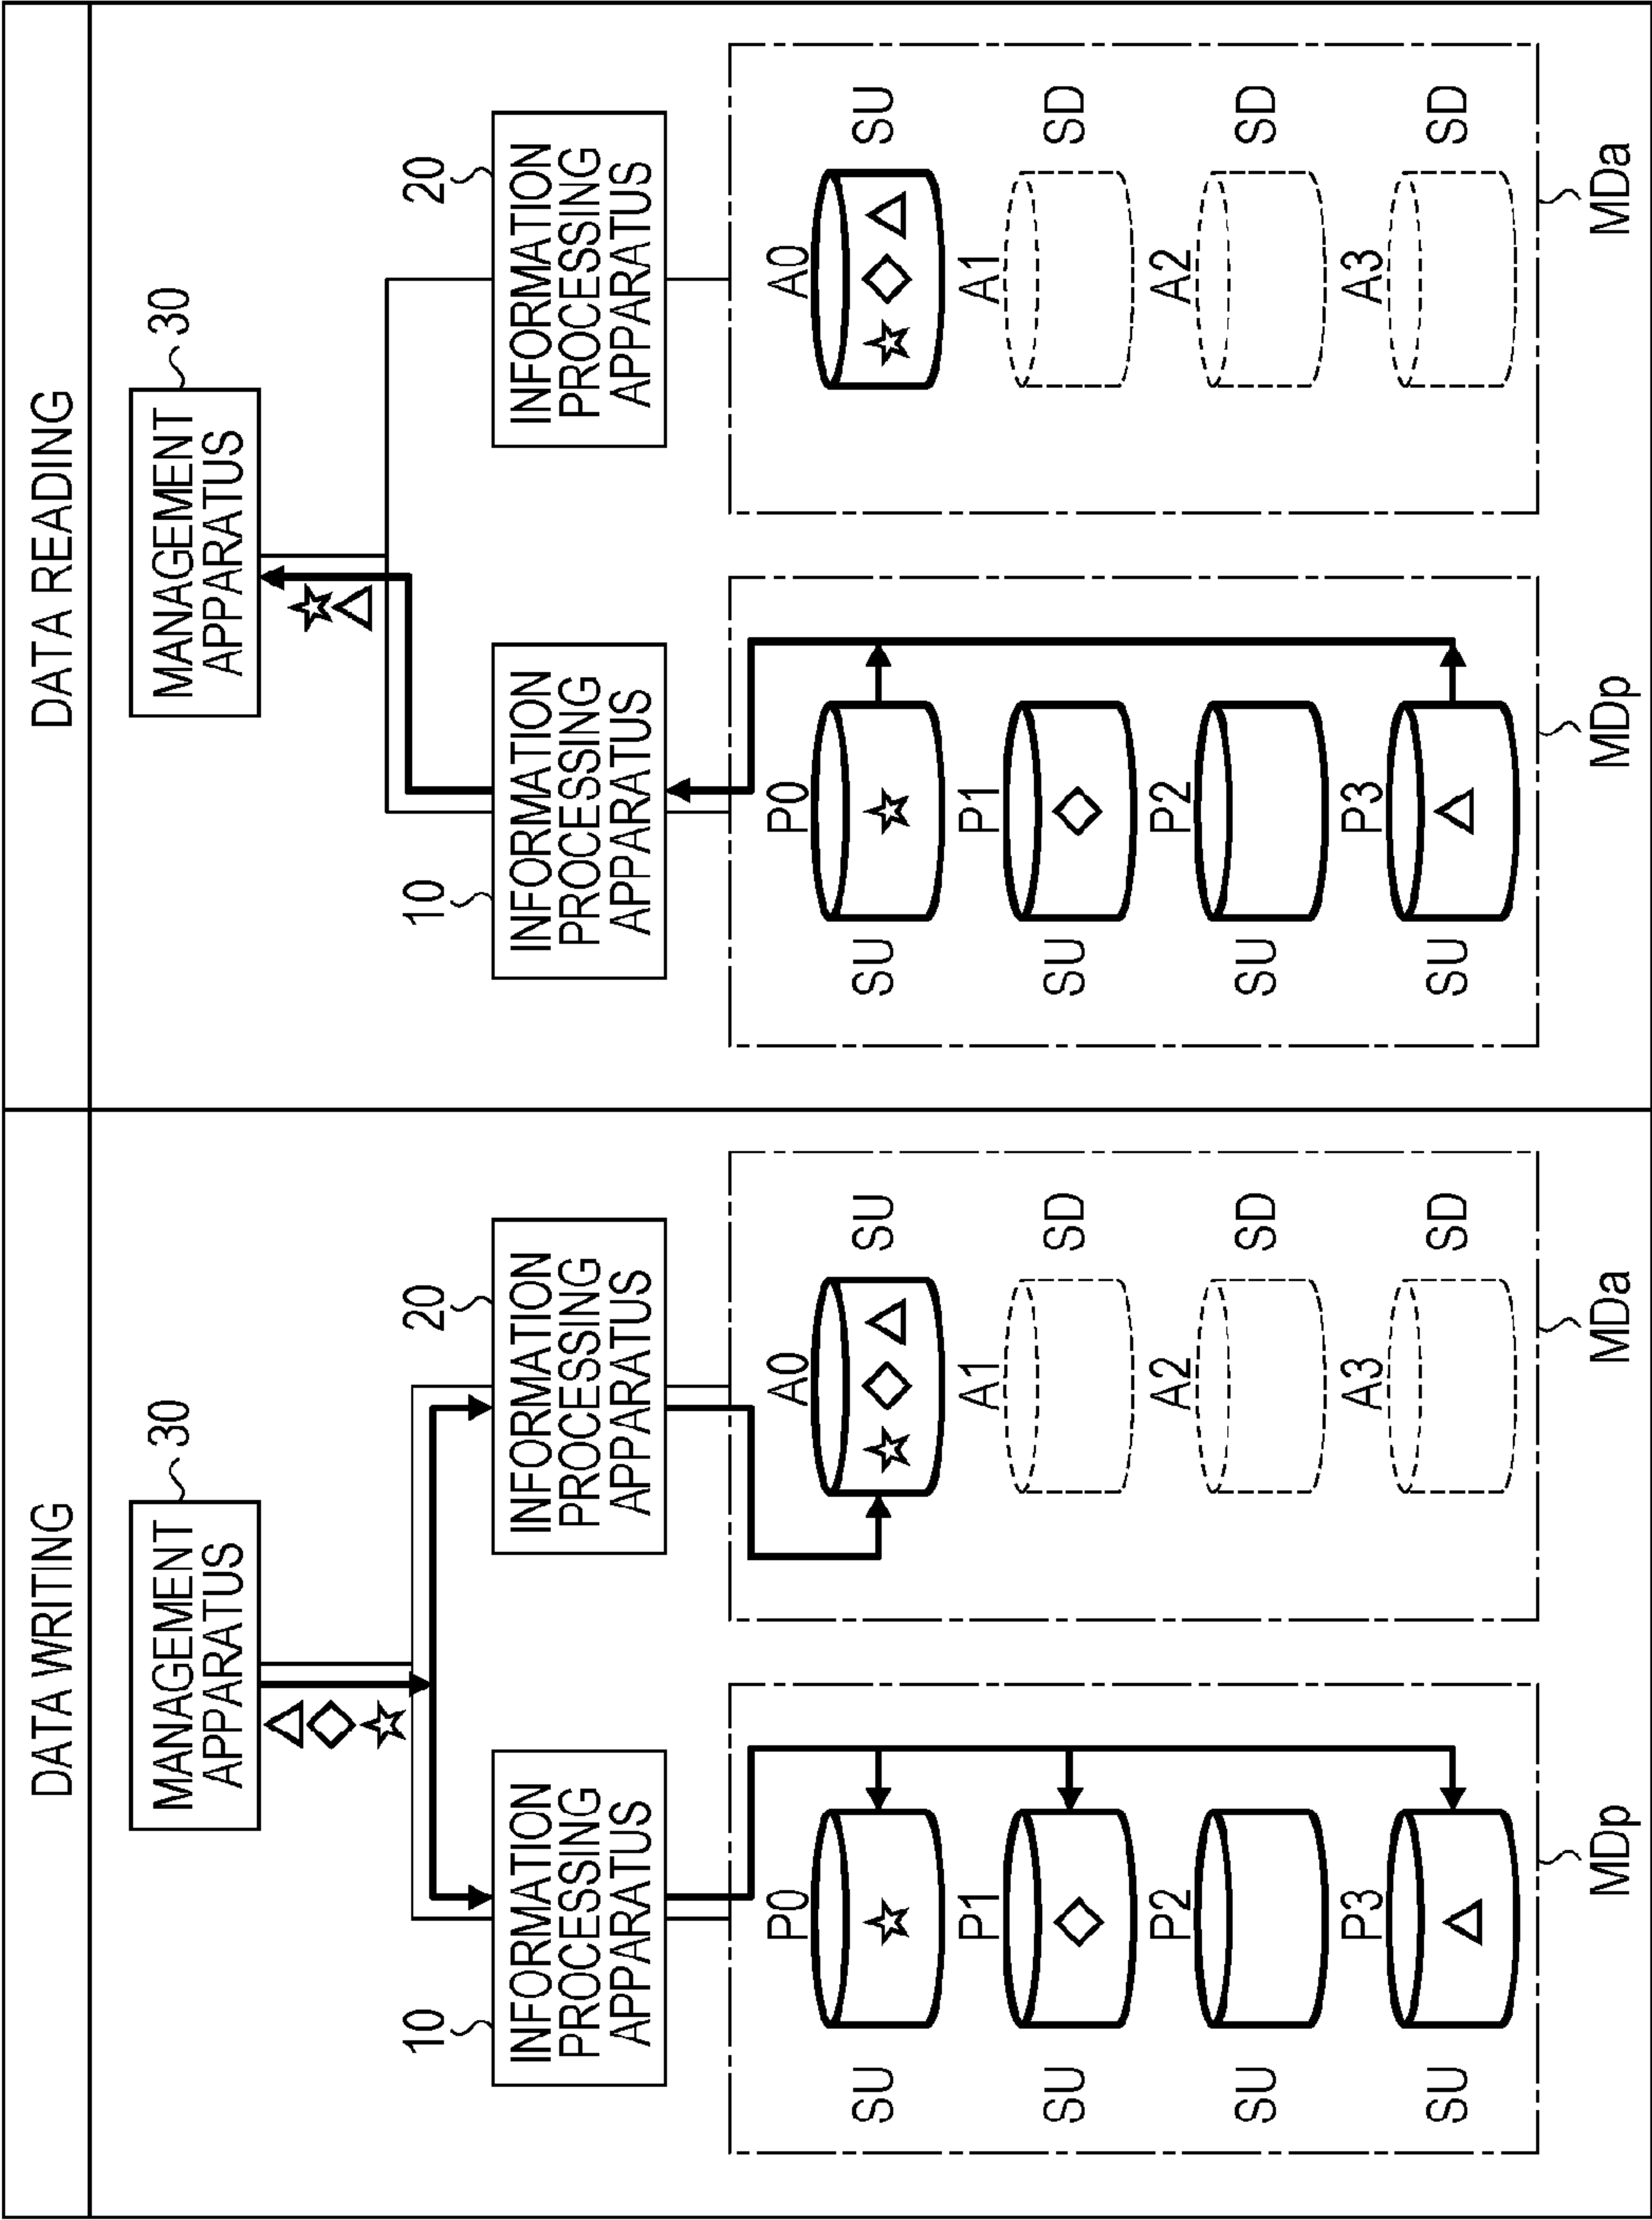 DATA WRITING
30
MANAGEMENT
APPARATUS
10
INFORMATION
PROCESSING
APPARATUS
20
INFORMATION
PROCESSING
APPARATUS
P0
SU
P1
SU
P2
SU
P3
SU
MDp
A0
SU
A1
SD
A2
SD
A3
SD
MDa
DATA READING
30
MANAGEMENT
APPARATUS
10
INFORMATION
PROCESSING
APPARATUS
20
INFORMATION
PROCESSING
APPARATUS
P0
SU
P1
SU
P2
SU
P3
SU
MDp
A0
SU
A1
SD
A2
SD
A3
SD
MDa